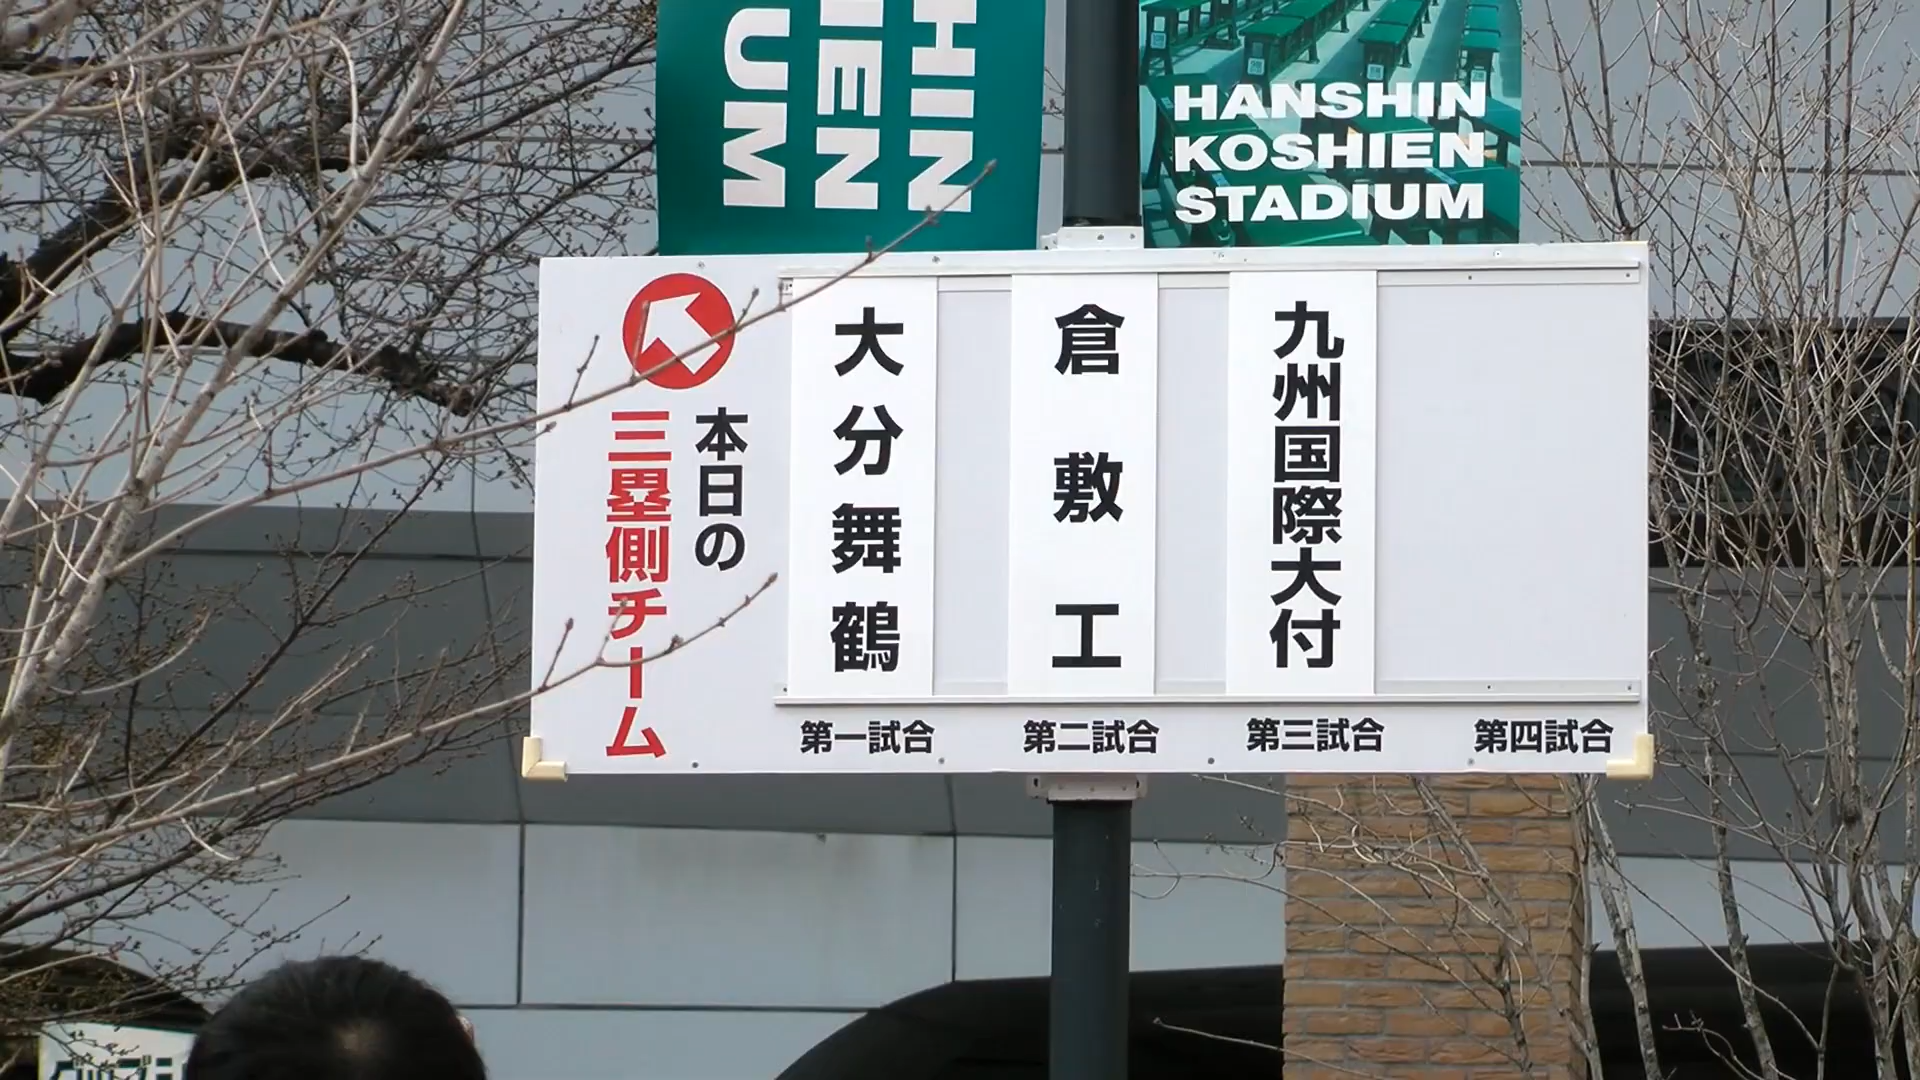 HIN
IEN
UM
HANSHIN
KOSHIEN
STADIUM
本日の
三塁側チーム
大分舞鶴
倉敷工
九州国際大付
第一試合
第二試合
第三試合
第四試合